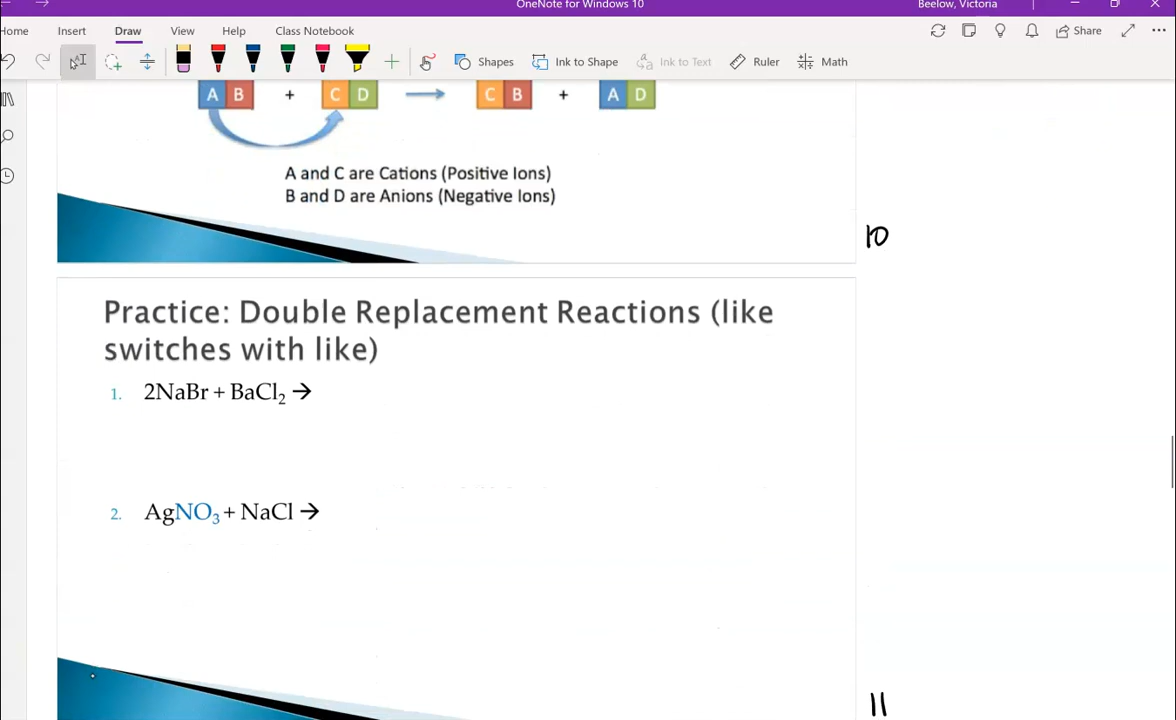 OneNote for Windows 10
Beelow, Victoria
Home Insert Draw View Help Class Notebook Share
Shapes Ink to Shape Ink to Text Ruler Math
A B + C D → C B + A D
A and C are Cations (Positive Ions)
B and D are Anions (Negative Ions)
10
Practice: Double Replacement Reactions (like
switches with like)
1. 2NaBr + BaCl₂ →
2. AgNO₃ + NaCl →
11